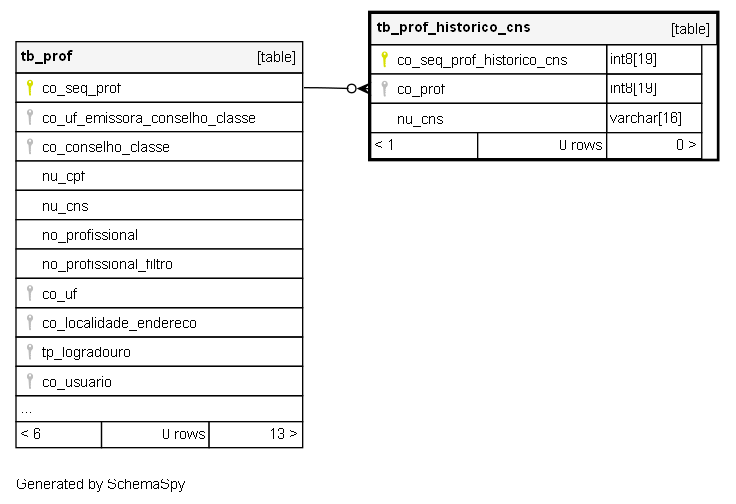 tb_prof [table]
co_seq_prof
co_uf_emissora_conselho_classe
co_conselho_classe
nu_cpf
nu_cns
no_profissional
no_profissional_filtro
co_uf
co_localidade_endereco
tp_logradouro
co_usuario
...
< 6 0 rows 13 >
tb_prof_historico_cns [table]
co_seq_prof_historico_cns int8[19]
co_prof int8[19]
nu_cns varchar[16]
< 1 0 rows 0 >
Generated by SchemaSpy